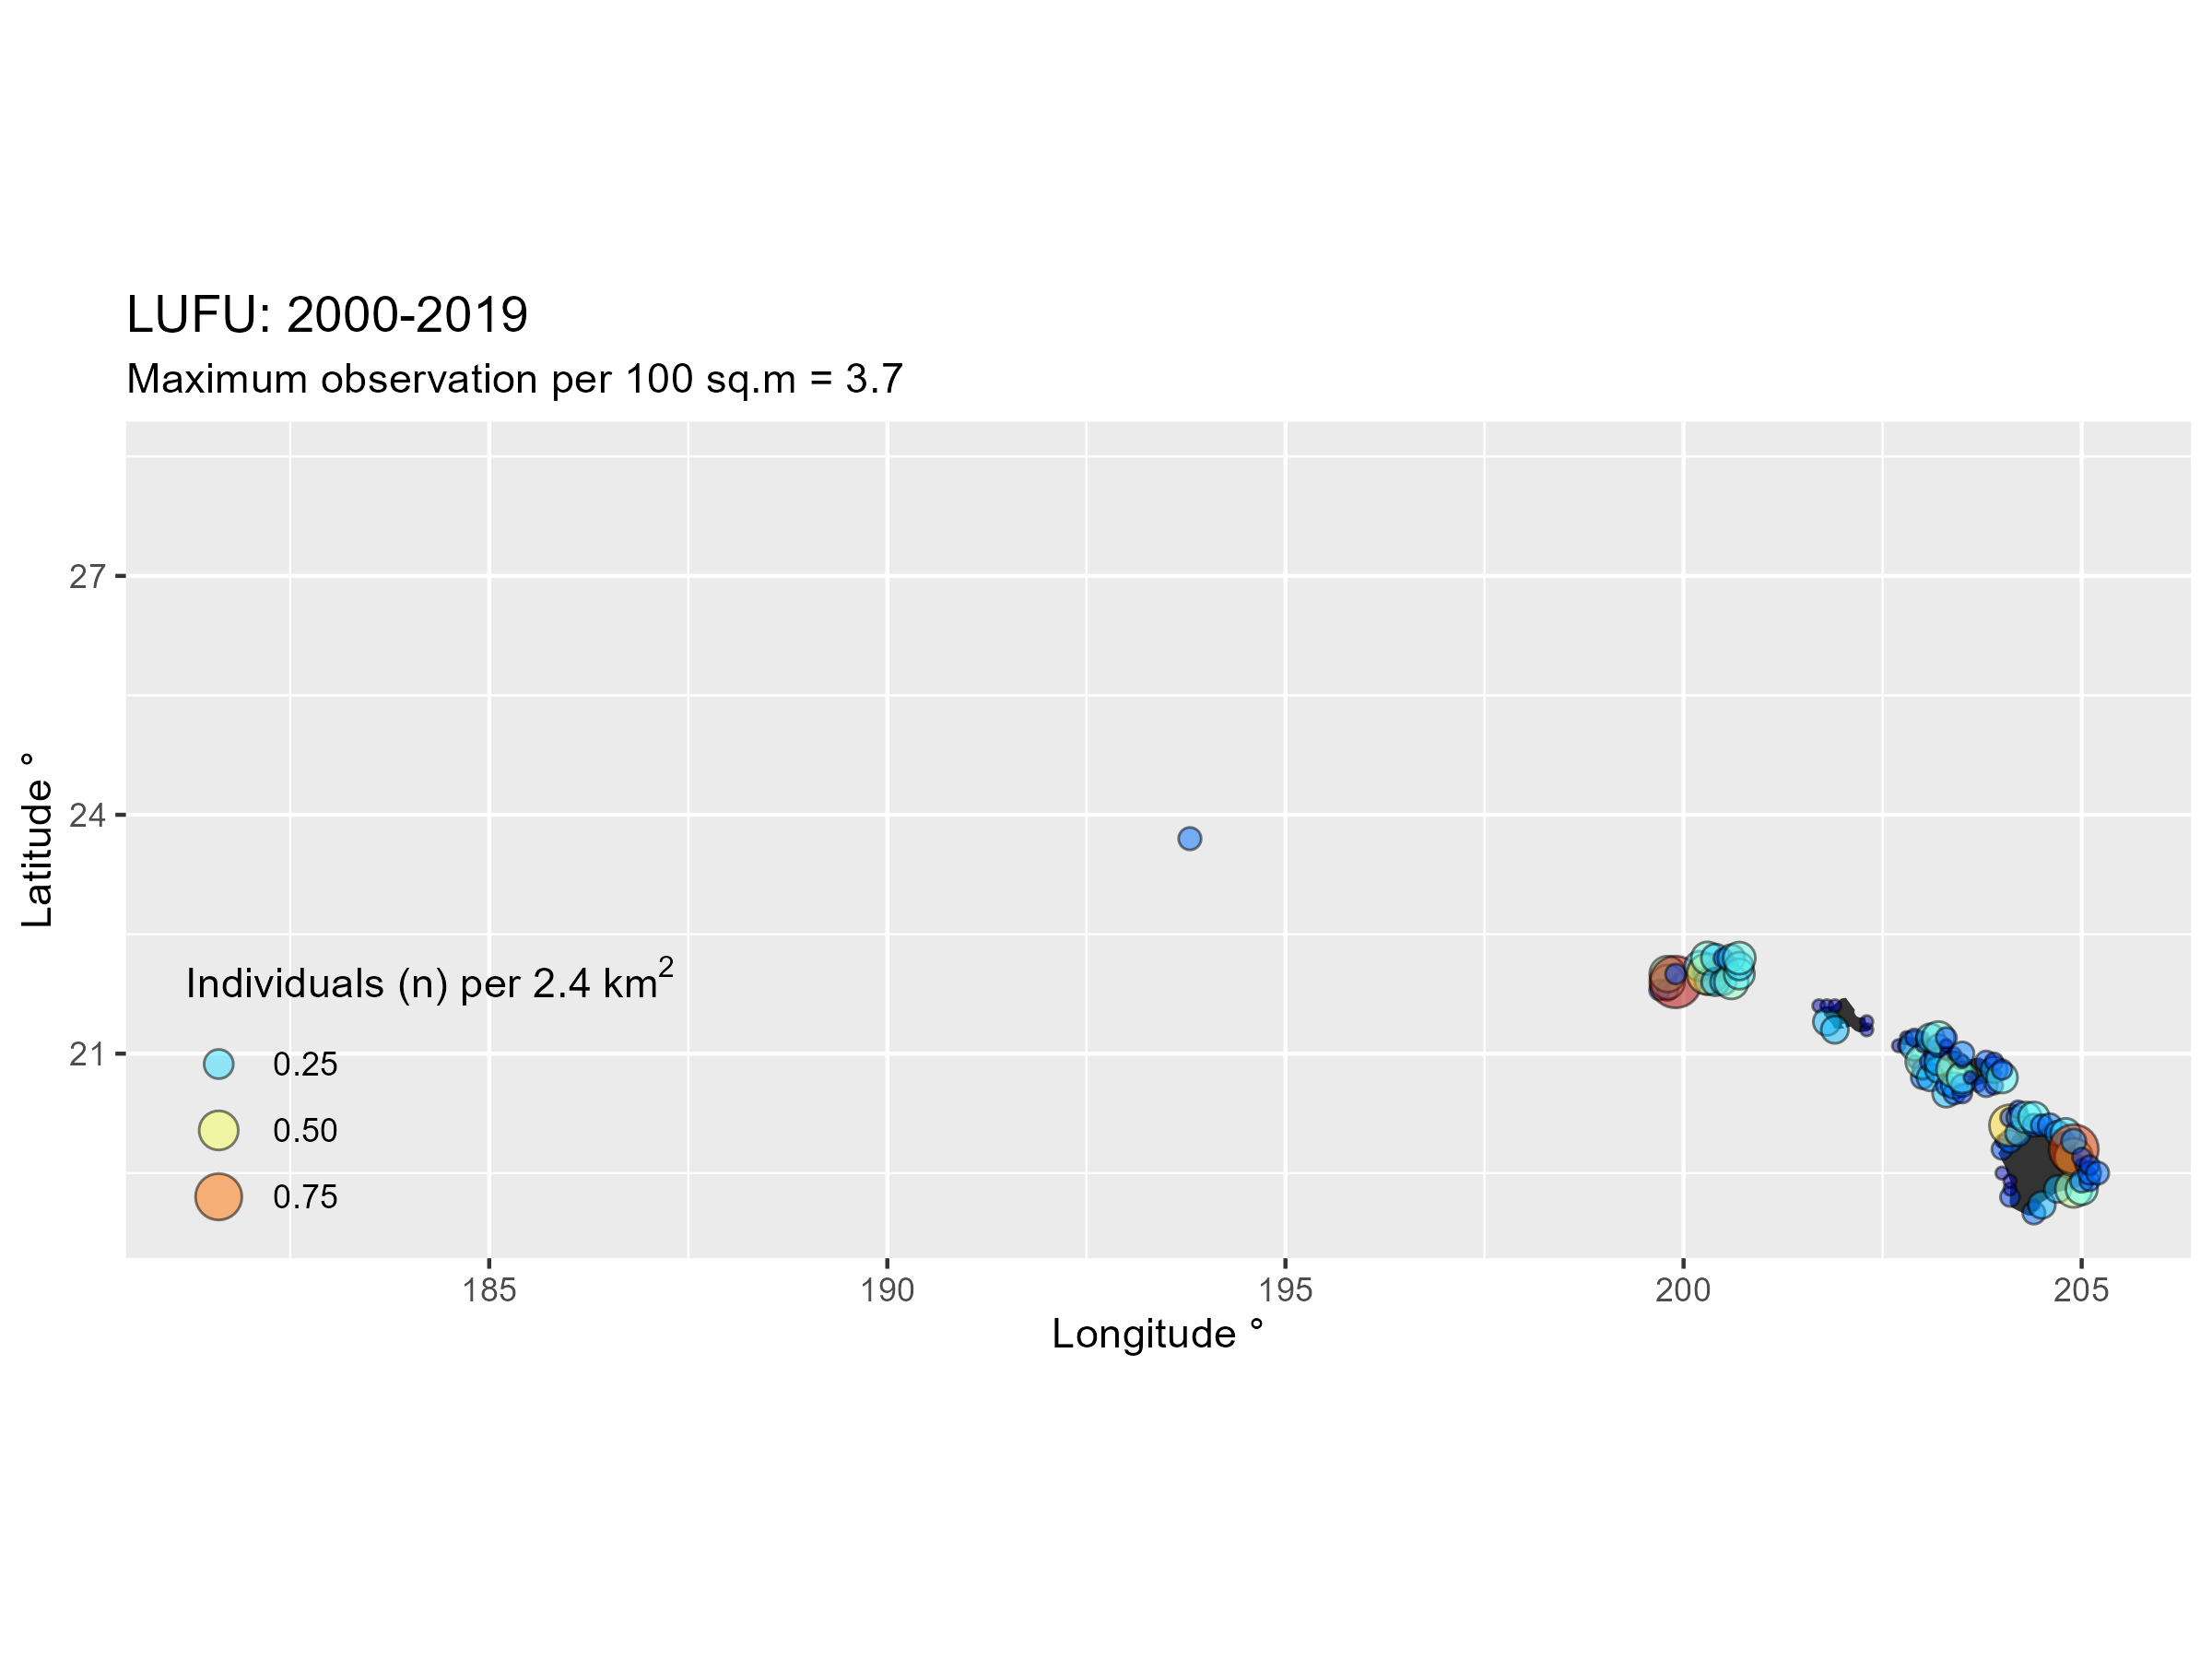 LUFU: 2000-2019
Maximum observation per 100 sq.m = 3.7
Latitude °
27
24
21
Individuals (n) per 2.4 km²
0.25
0.50
0.75
185 190 195 200 205
Longitude °